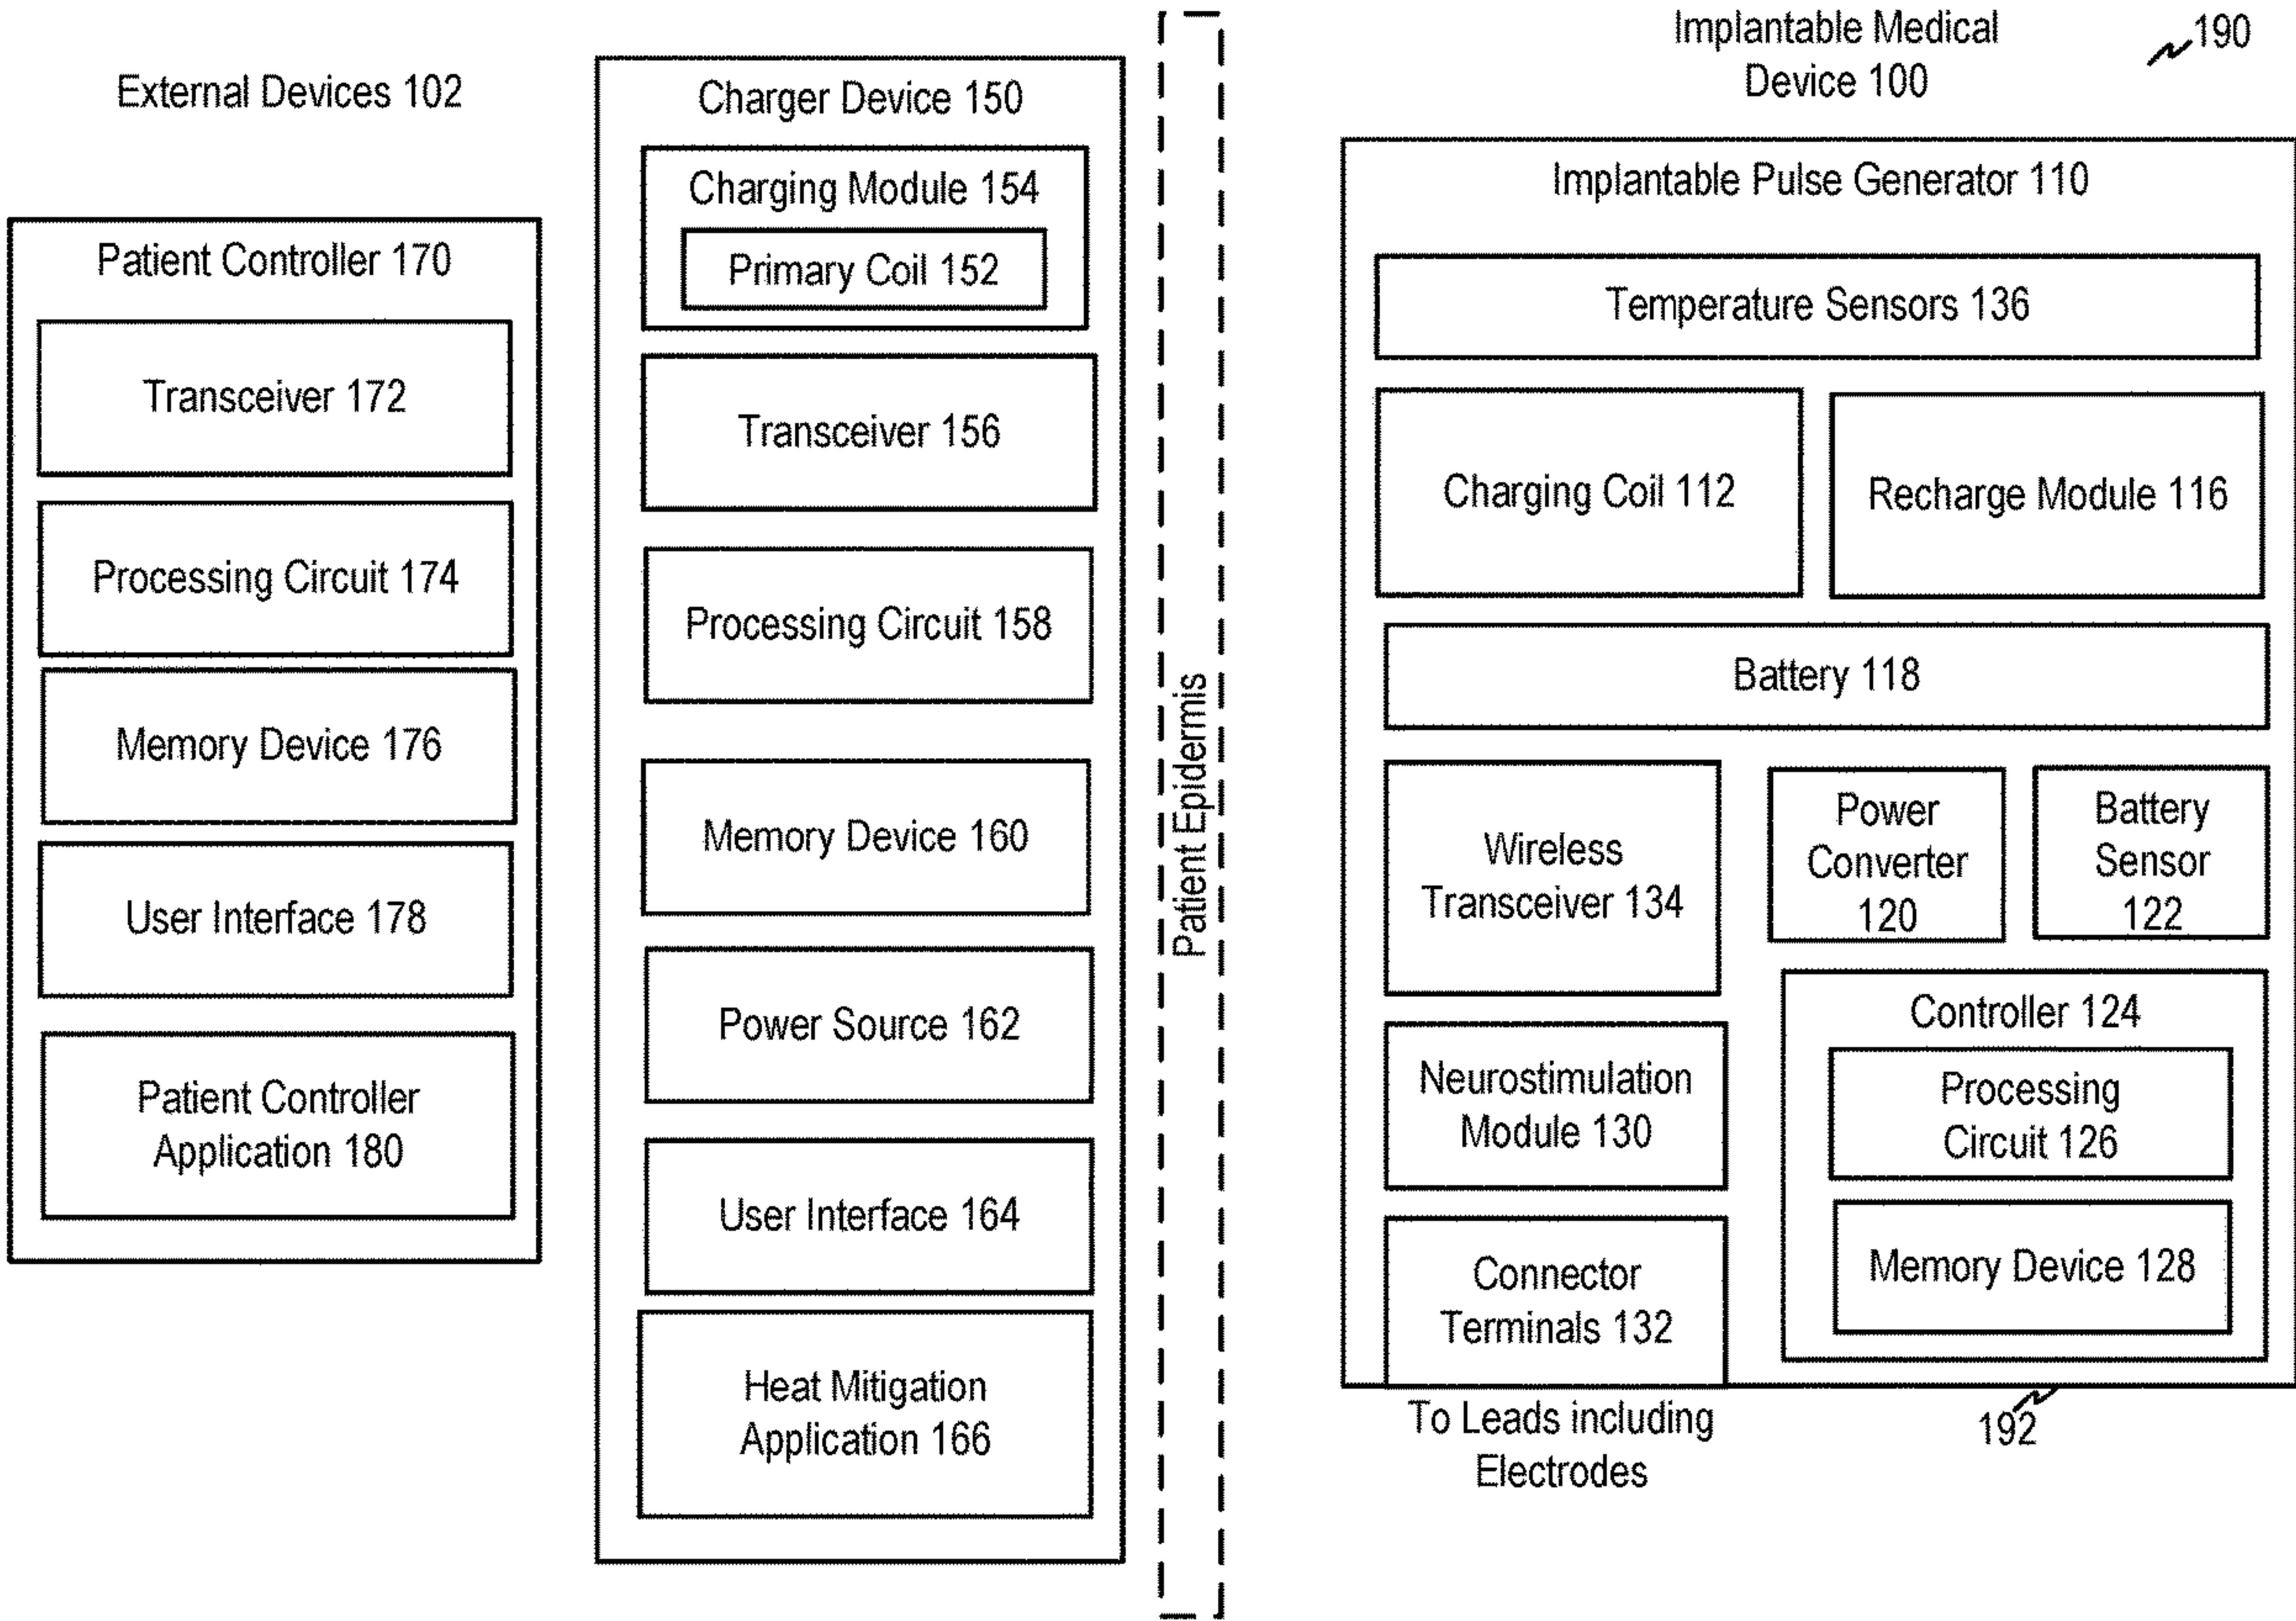 External Devices 102
Patient Controller 170
Transceiver 172
Processing Circuit 174
Memory Device 176
User Interface 178
Patient Controller
Application 180
Charger Device 150
Charging Module 154
Primary Coil 152
Transceiver 156
Processing Circuit 158
Memory Device 160
Power Source 162
User Interface 164
Heat Mitigation
Application 166
Patient Epidermis
Implantable Medical
Device 100
190
Implantable Pulse Generator 110
Temperature Sensors 136
Charging Coil 112
Recharge Module 116
Battery 118
Wireless
Transceiver 134
Power
Converter
120
Battery
Sensor
122
Neurostimulation
Module 130
Connector
Terminals 132
Controller 124
Processing
Circuit 126
Memory Device 128
To Leads including
Electrodes
192